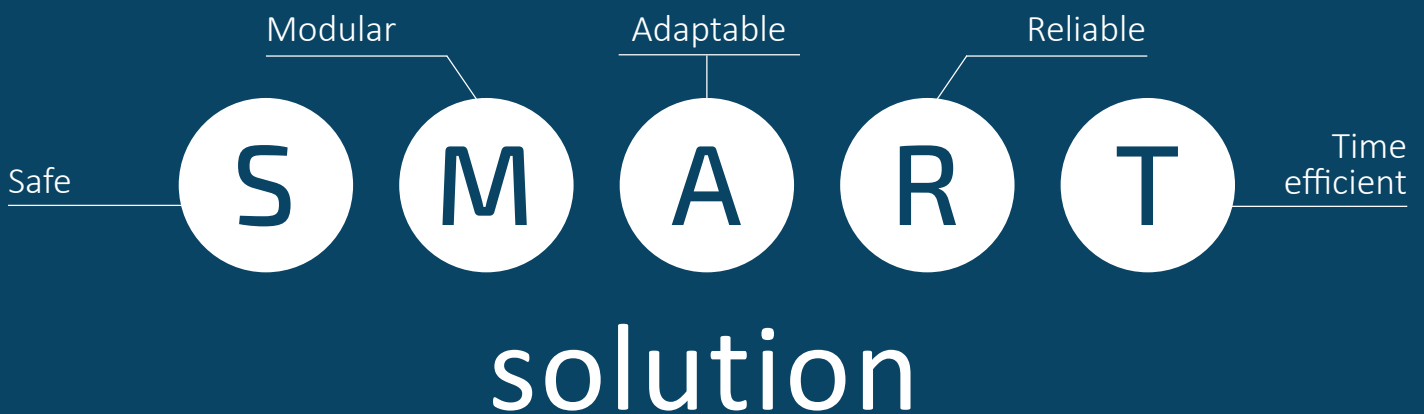 Modular
Adaptable
Reliable
Safe
S M A R T
Time
efficient
solution